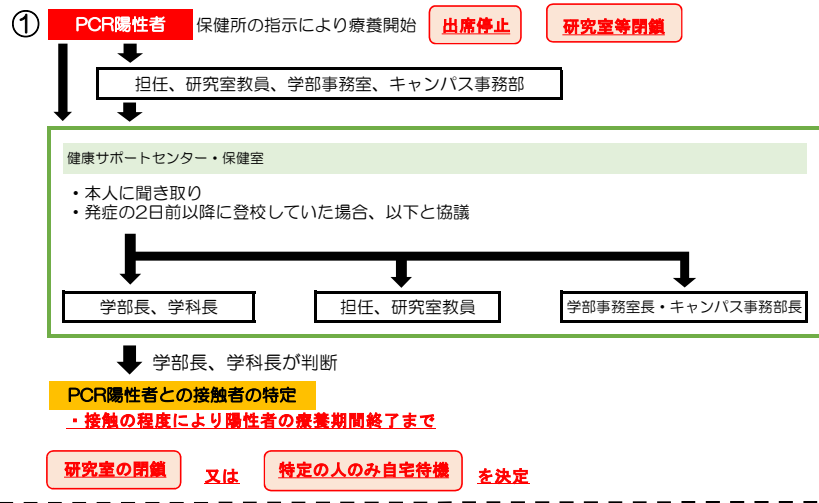 ① PCR陽性者 保健所の指示により療養開始 出席停止 研究室等閉鎖
担任、研究室教員、学部事務室、キャンパス事務部
健康サポートセンター・保健室
・本人に聞き取り
・発症の2日前以降に登校していた場合、以下と協議
学部長、学科長 担任、研究室教員 学部事務室長・キャンパス事務部長
学部長、学科長が判断
PCR陽性者との接触者の特定
・接触の程度により陽性者の療養期間終了まで
研究室の閉鎖 又は 特定の人のみ自宅待機 を決定